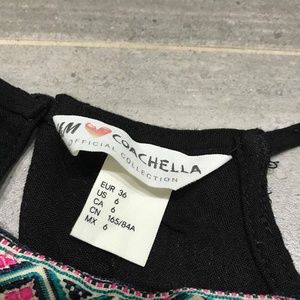 H&M ❤ COACHELLA
OFFICIAL COLLECTION
EUR 36
US 6
CA 6
CN 165/84A
MX 6